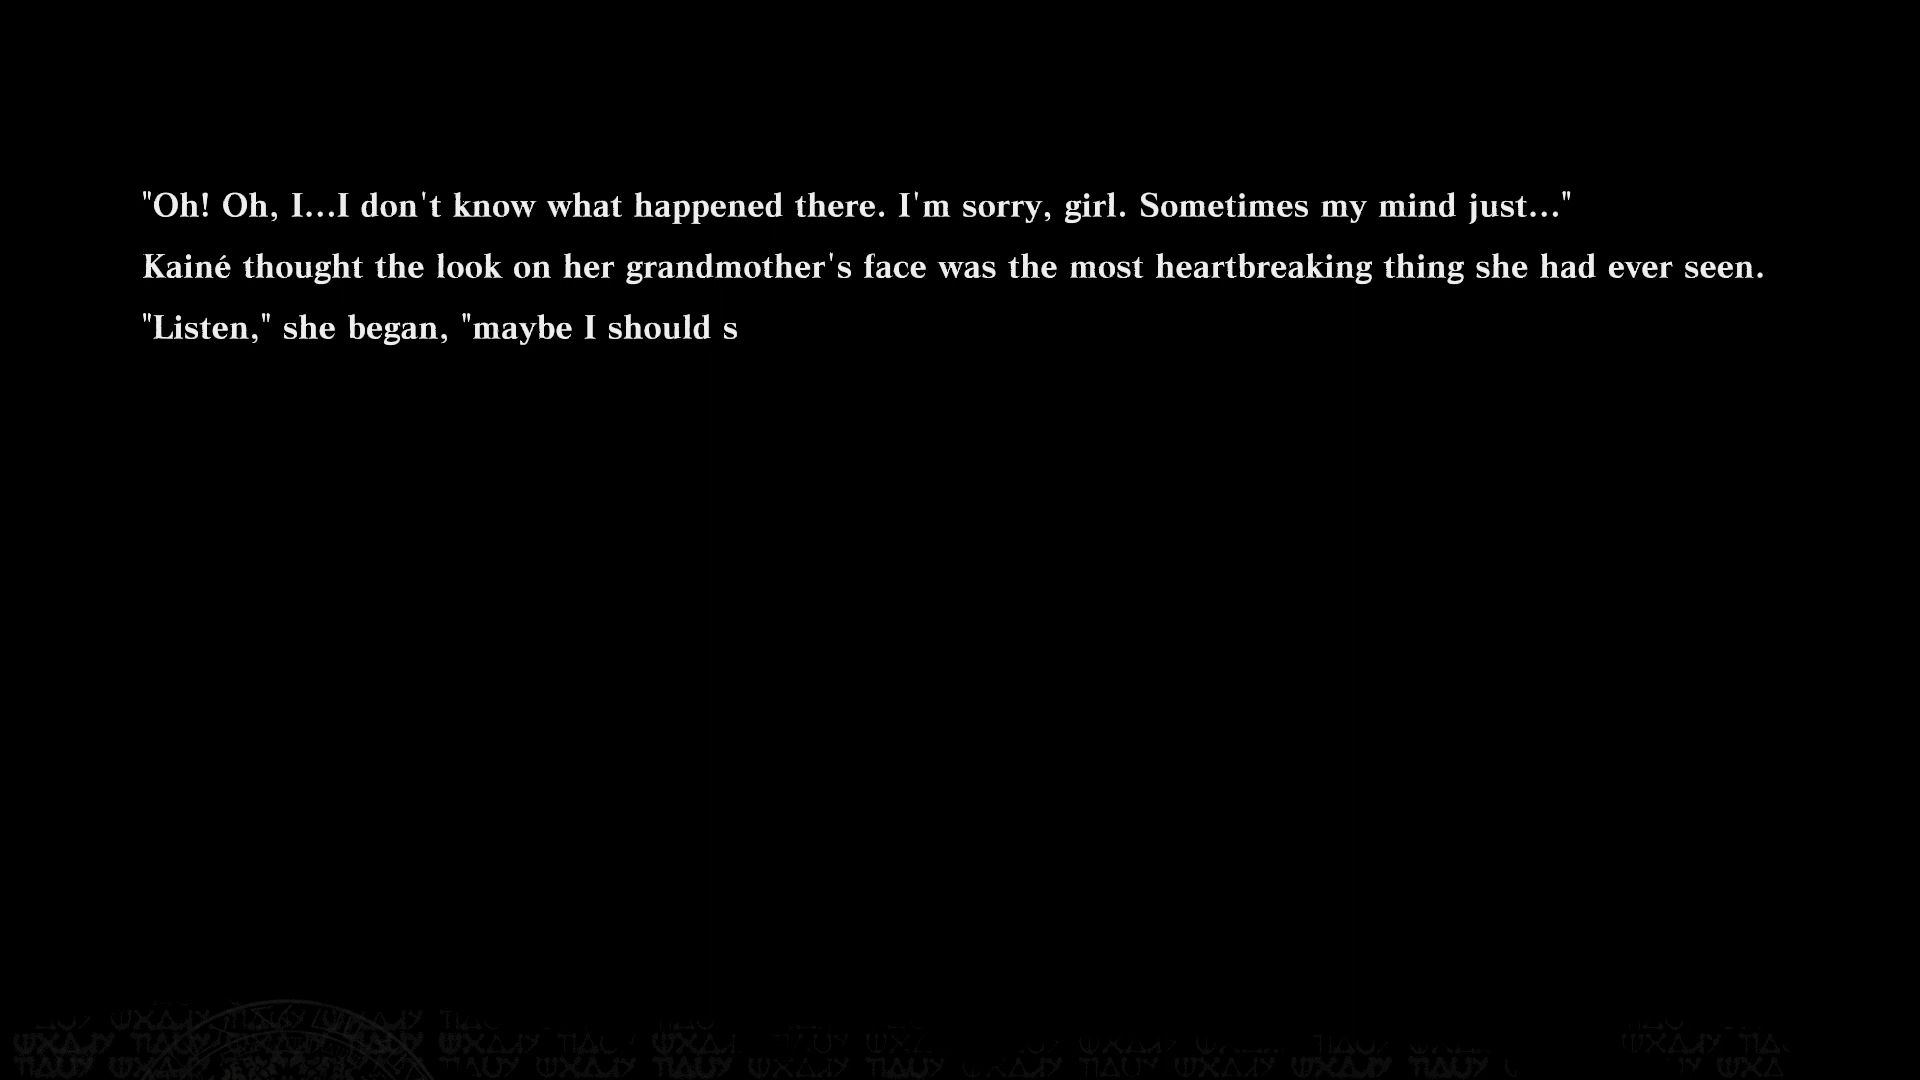 "Oh! Oh, I...I don't know what happened there. I'm sorry, girl. Sometimes my mind just..."
Kainé thought the look on her grandmother's face was the most heartbreaking thing she had ever seen.
"Listen," she began, "maybe I should s